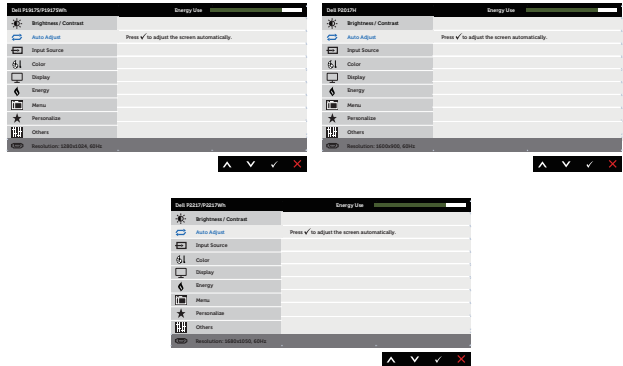 Dell P1917S/P1917SWh Energy Use
Brightness / Contrast
Auto Adjust Press ✓ to adjust the screen automatically.
Input Source
Color
Display
Energy
Menu
Personalize
Others
Resolution: 1280x1024, 60Hz
Dell P2017H Energy Use
Brightness / Contrast
Auto Adjust Press ✓ to adjust the screen automatically.
Input Source
Color
Display
Energy
Menu
Personalize
Others
Resolution: 1600x900, 60Hz
Dell P2217/P2217Wh Energy Use
Brightness / Contrast
Auto Adjust Press ✓ to adjust the screen automatically.
Input Source
Color
Display
Energy
Menu
Personalize
Others
Resolution: 1680x1050, 60Hz